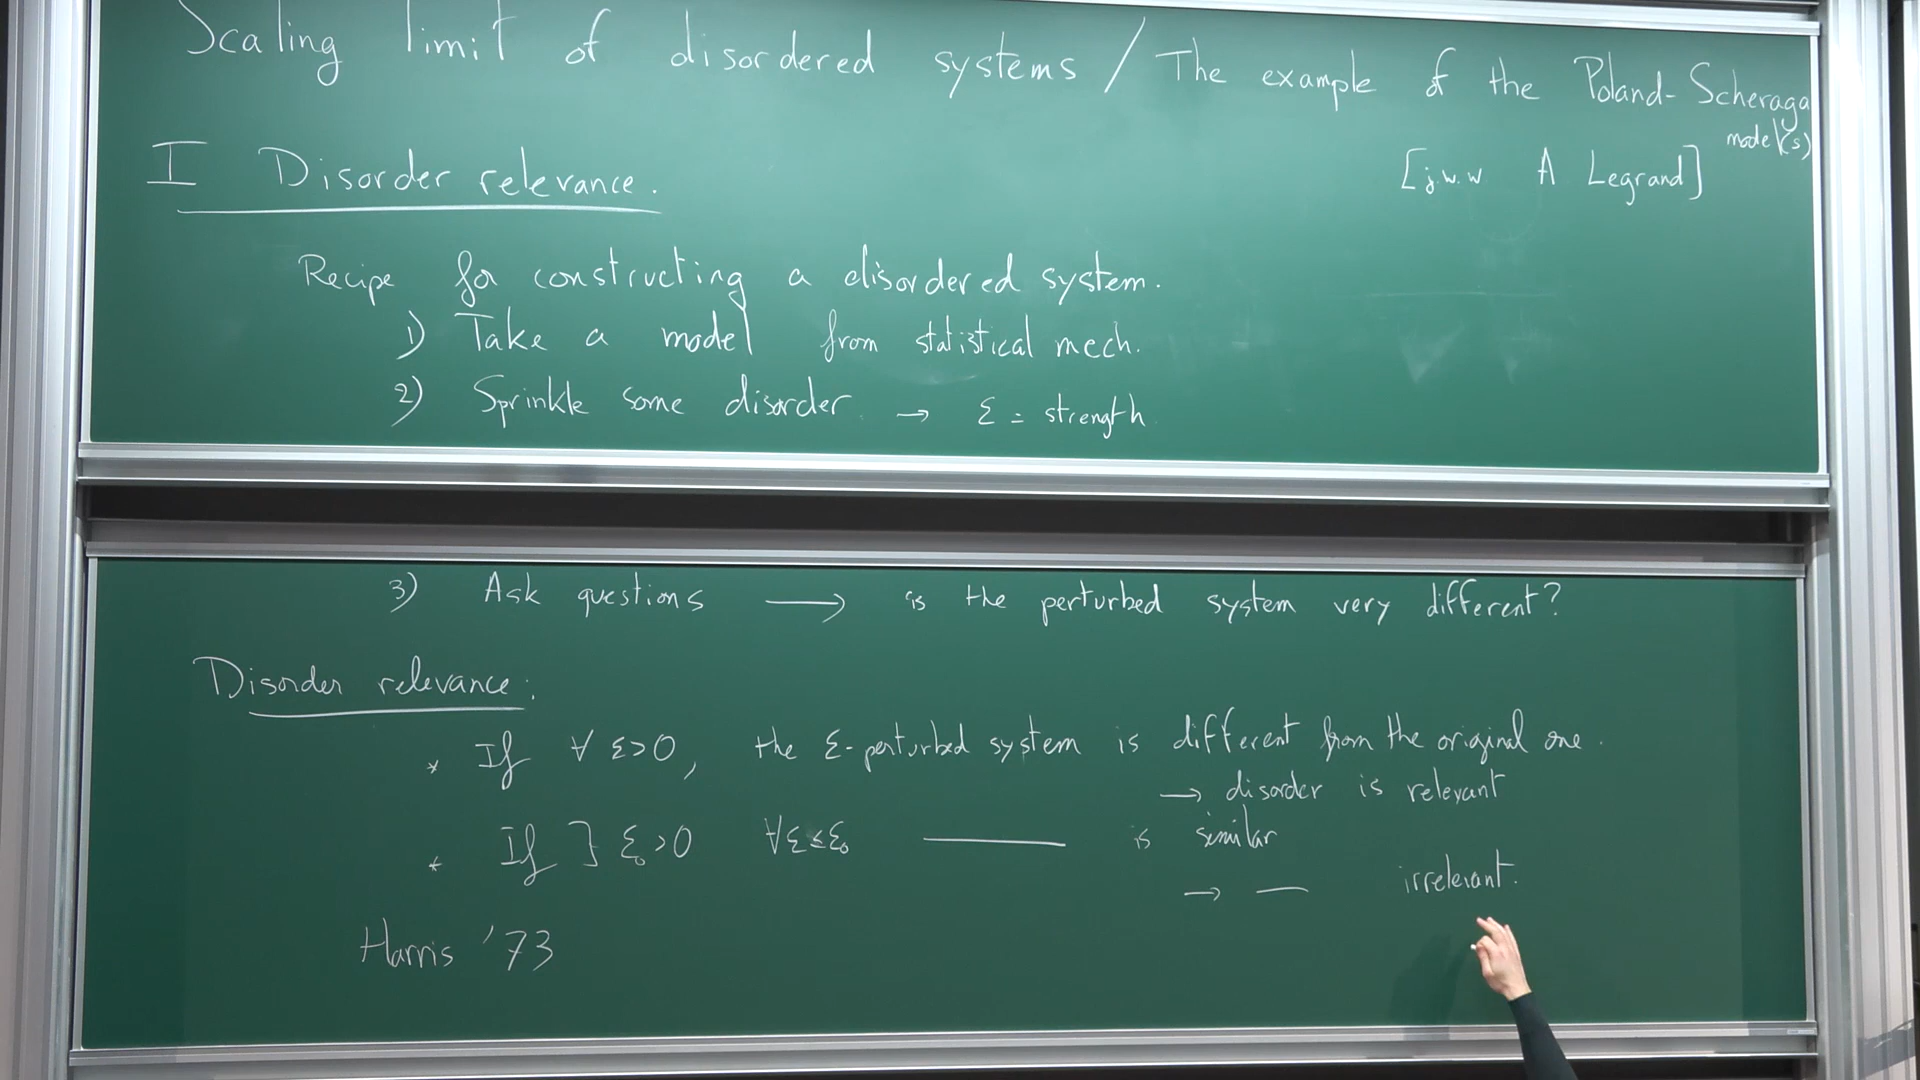 Scaling limit of disordered systems / The example of the Poland-Scheraga model(s)
[j.w.w. A Legrand]
I Disorder relevance.
Recipe for constructing a disordered system.
1) Take a model from statistical mech.
2) Sprinkle some disorder. → ε = strength
3) Ask questions ⟶ is the perturbed system very different?
Disorder relevance:
* If ∀ ε>0, the ε-perturbed system is different from the original one.
→ disorder is relevant
* If ∃ ε₀>0 ∀ε≤ε₀ ——— is similar
→ — irrelevant.
Harris '73